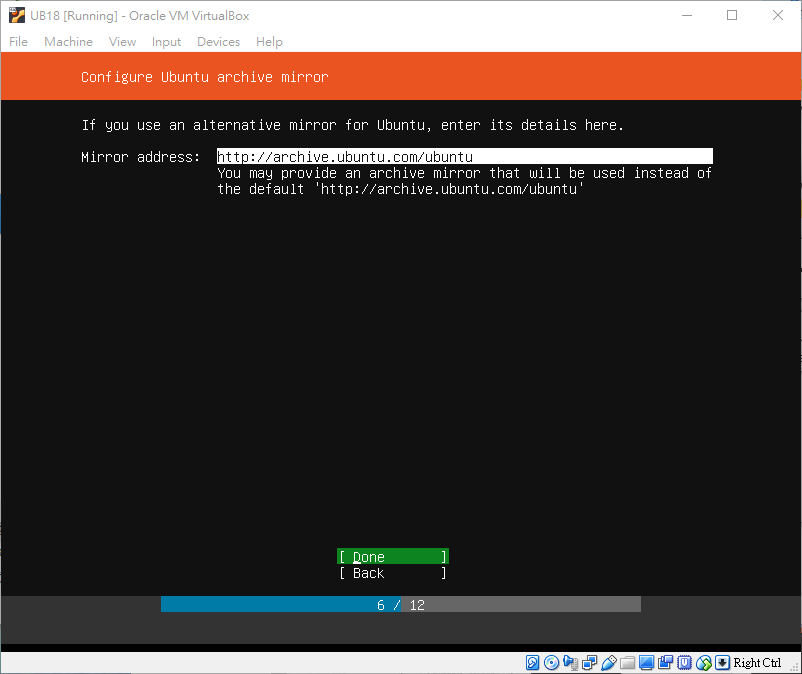 UB18 [Running] - Oracle VM VirtualBox
File Machine View Input Devices Help
Configure Ubuntu archive mirror
If you use an alternative mirror for Ubuntu, enter its details here.
Mirror address: http://archive.ubuntu.com/ubuntu
You may provide an archive mirror that will be used instead of
the default 'http://archive.ubuntu.com/ubuntu'
[ Done ]
[ Back ]
6 / 12
Right Ctrl